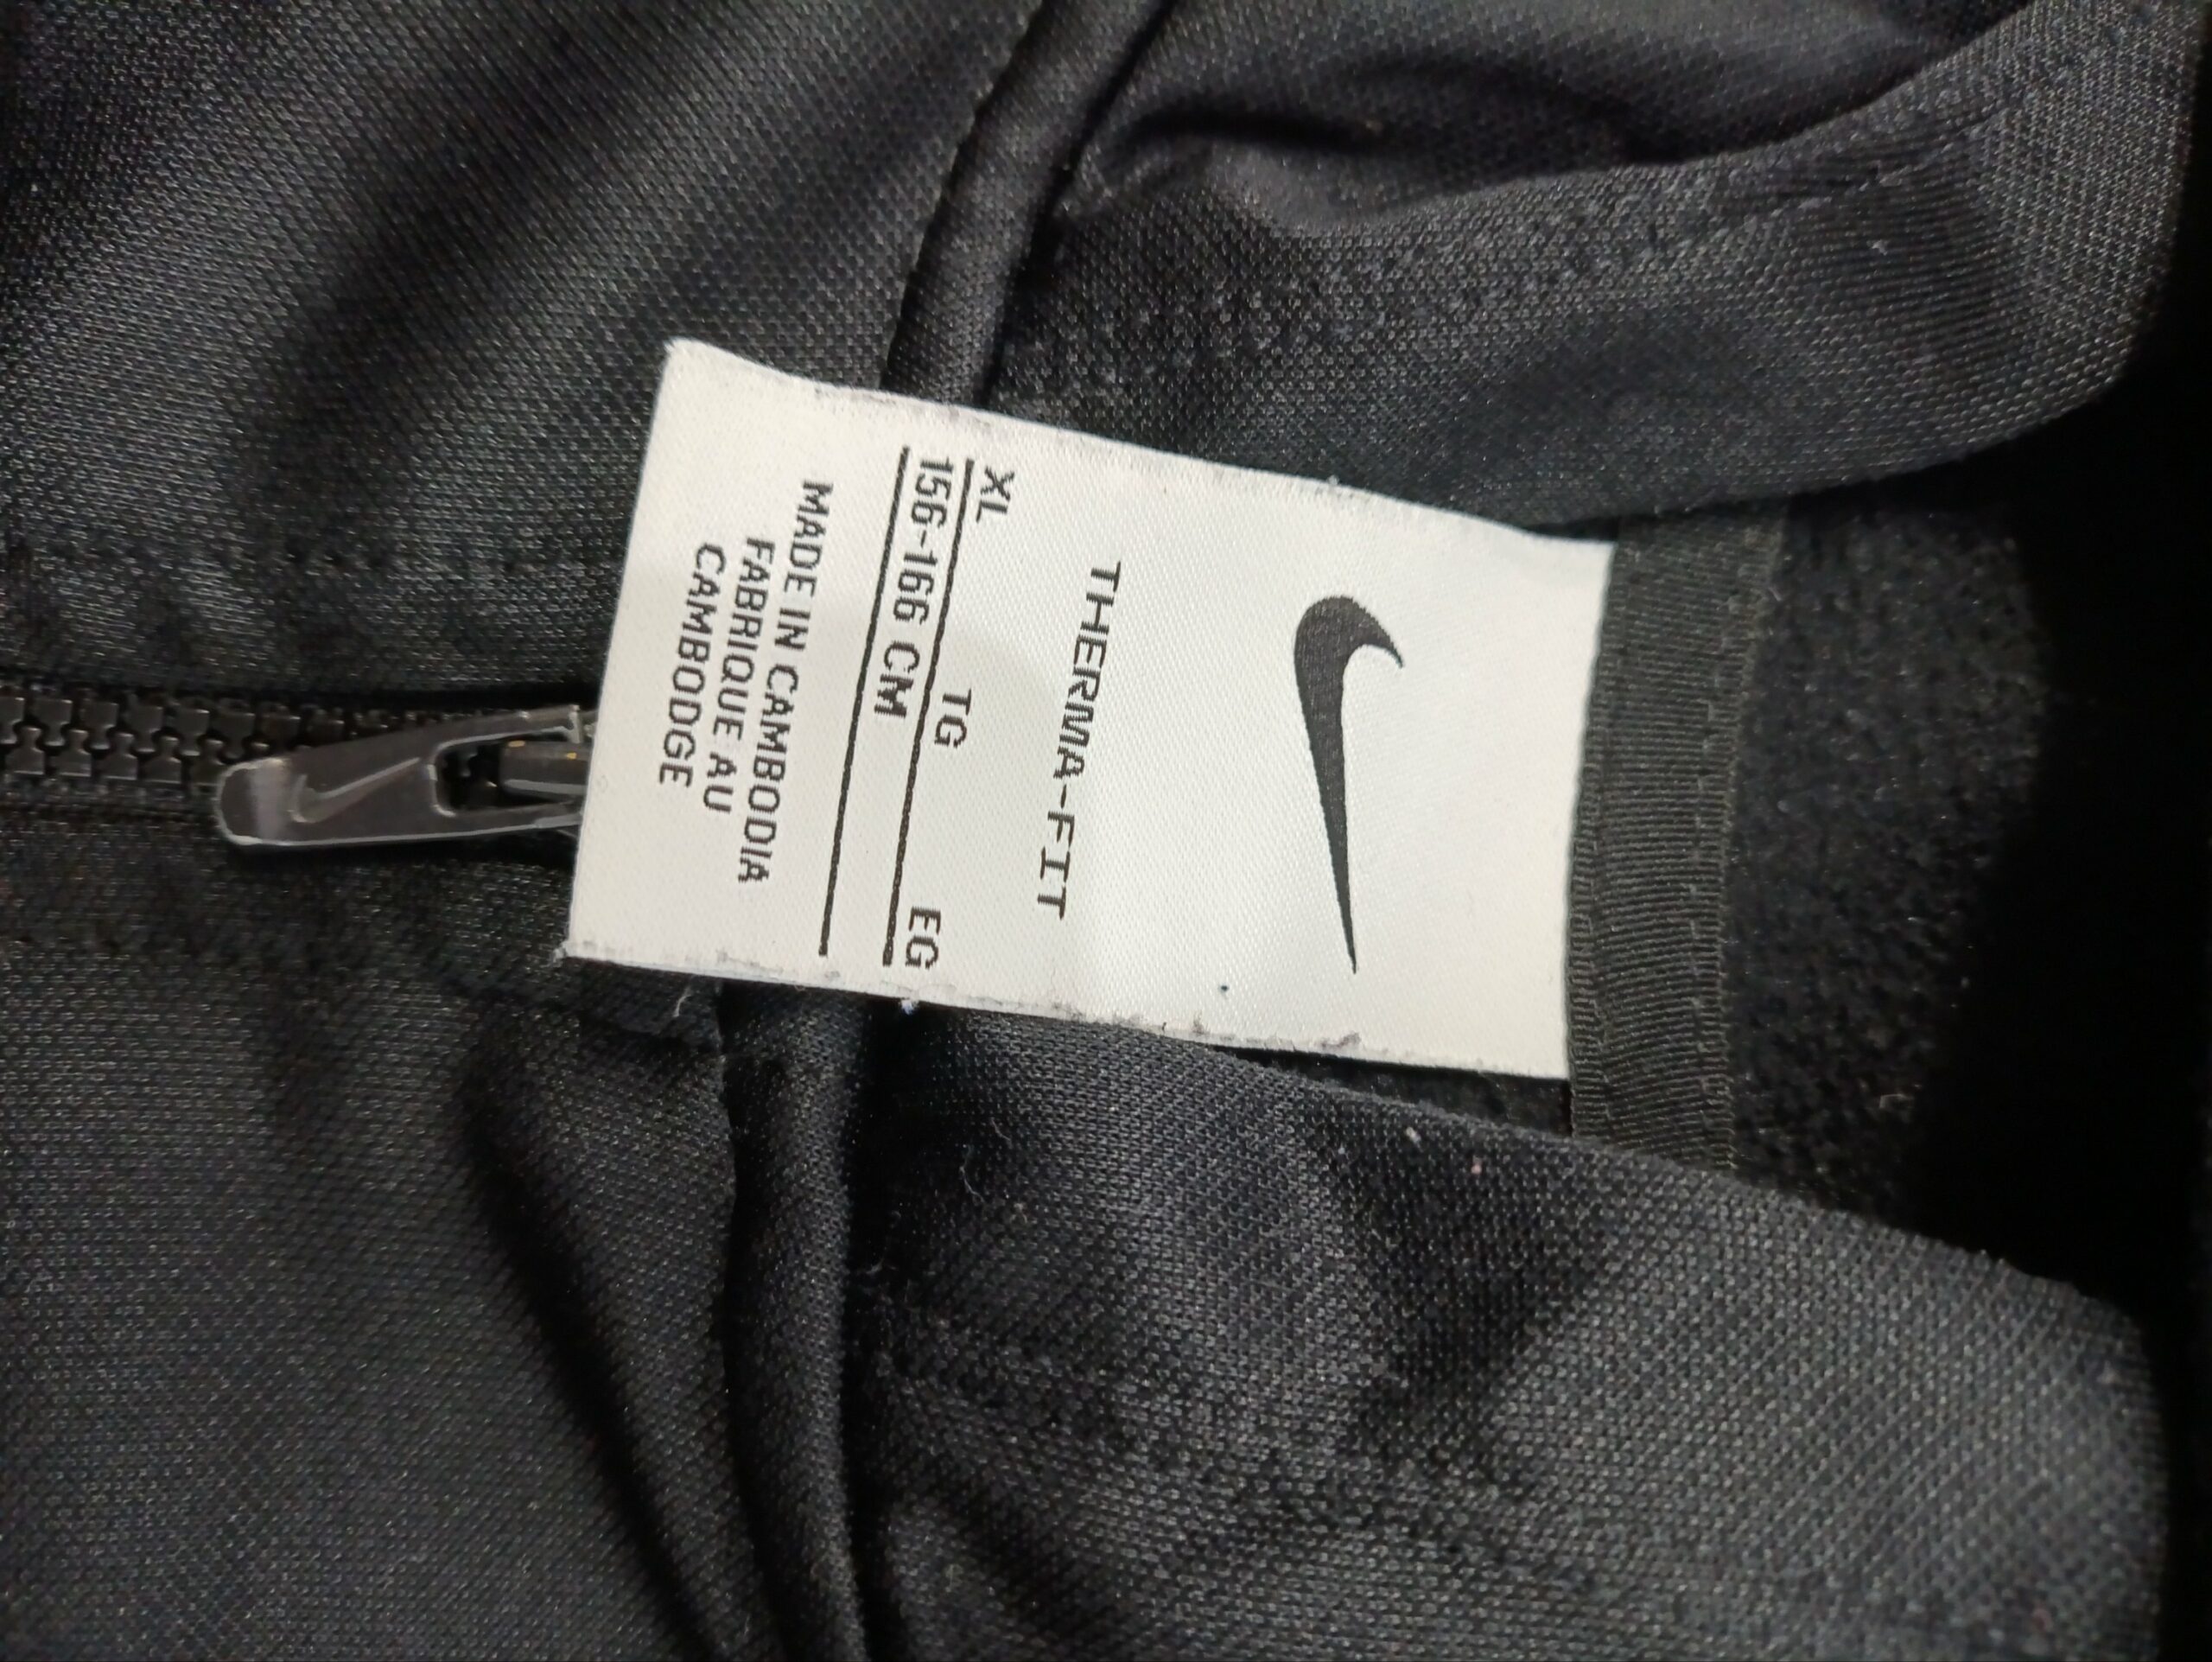 THERMA-FIT
XL TG EG
156-166 CM
MADE IN CAMBODIA
FABRIQUE AU
CAMBODGE